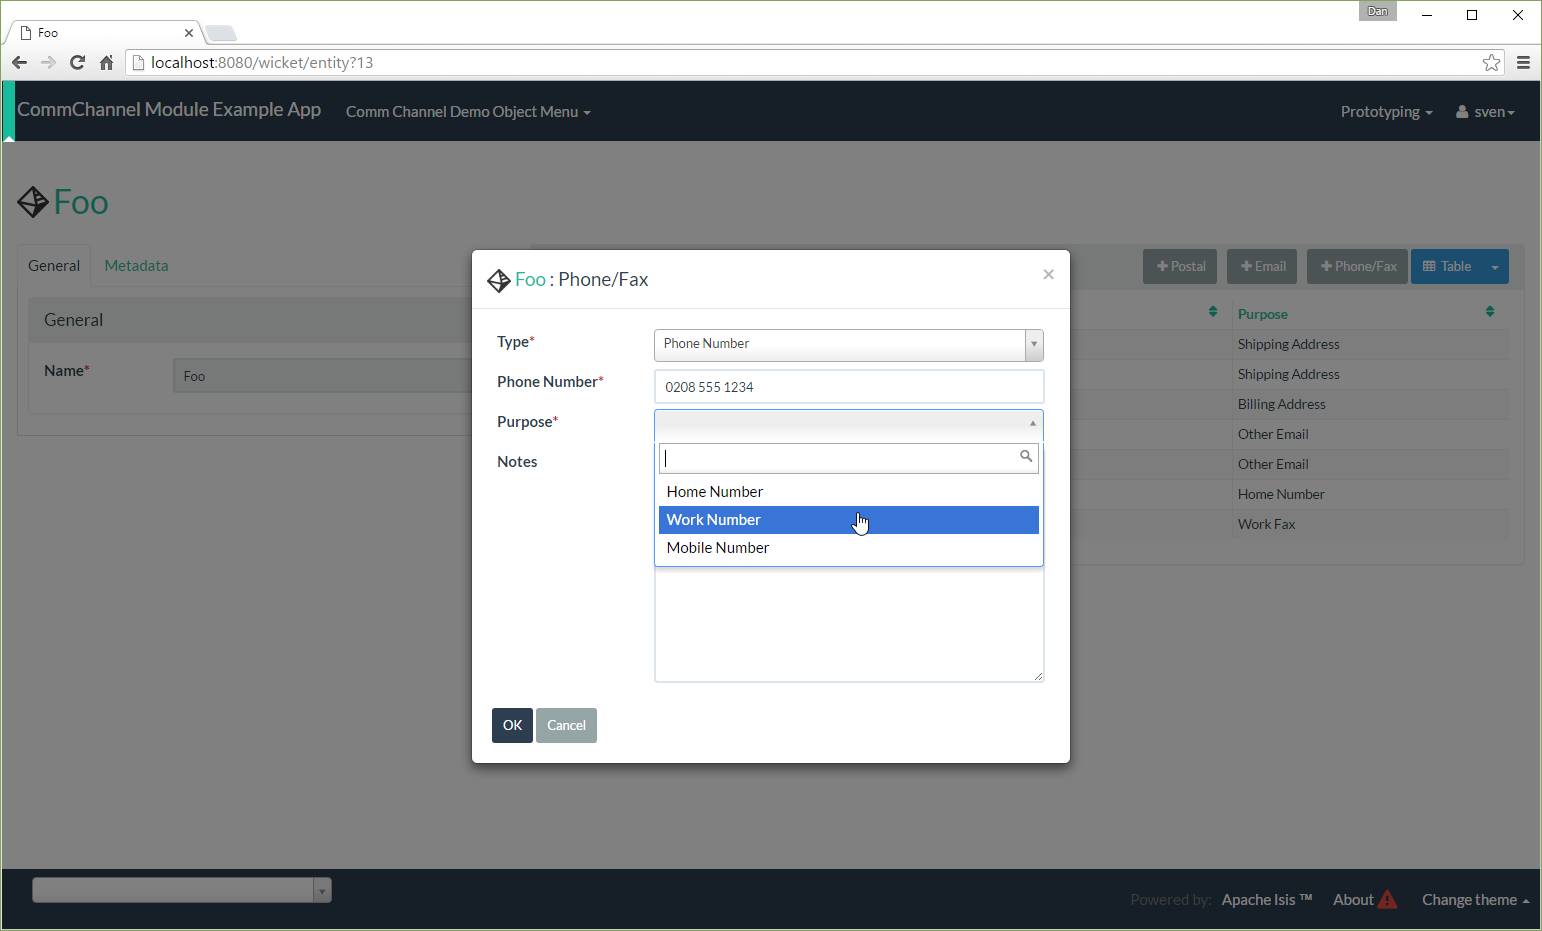 Dan
Foo
localhost:8080/wicket/entity?13
CommChannel Module Example App
Comm Channel Demo Object Menu
Prototyping
sven
Foo
General
Metadata
Postal
Email
Phone/Fax
Table
General
Name*
Foo
Purpose
Shipping Address
Shipping Address
Billing Address
Other Email
Other Email
Home Number
Work Fax
Foo : Phone/Fax
×
Type*
Phone Number
Phone Number*
0208 555 1234
Purpose*
Notes
Home Number
Work Number
Mobile Number
OK
Cancel
Powered by:
Apache Isis ™
About
Change theme